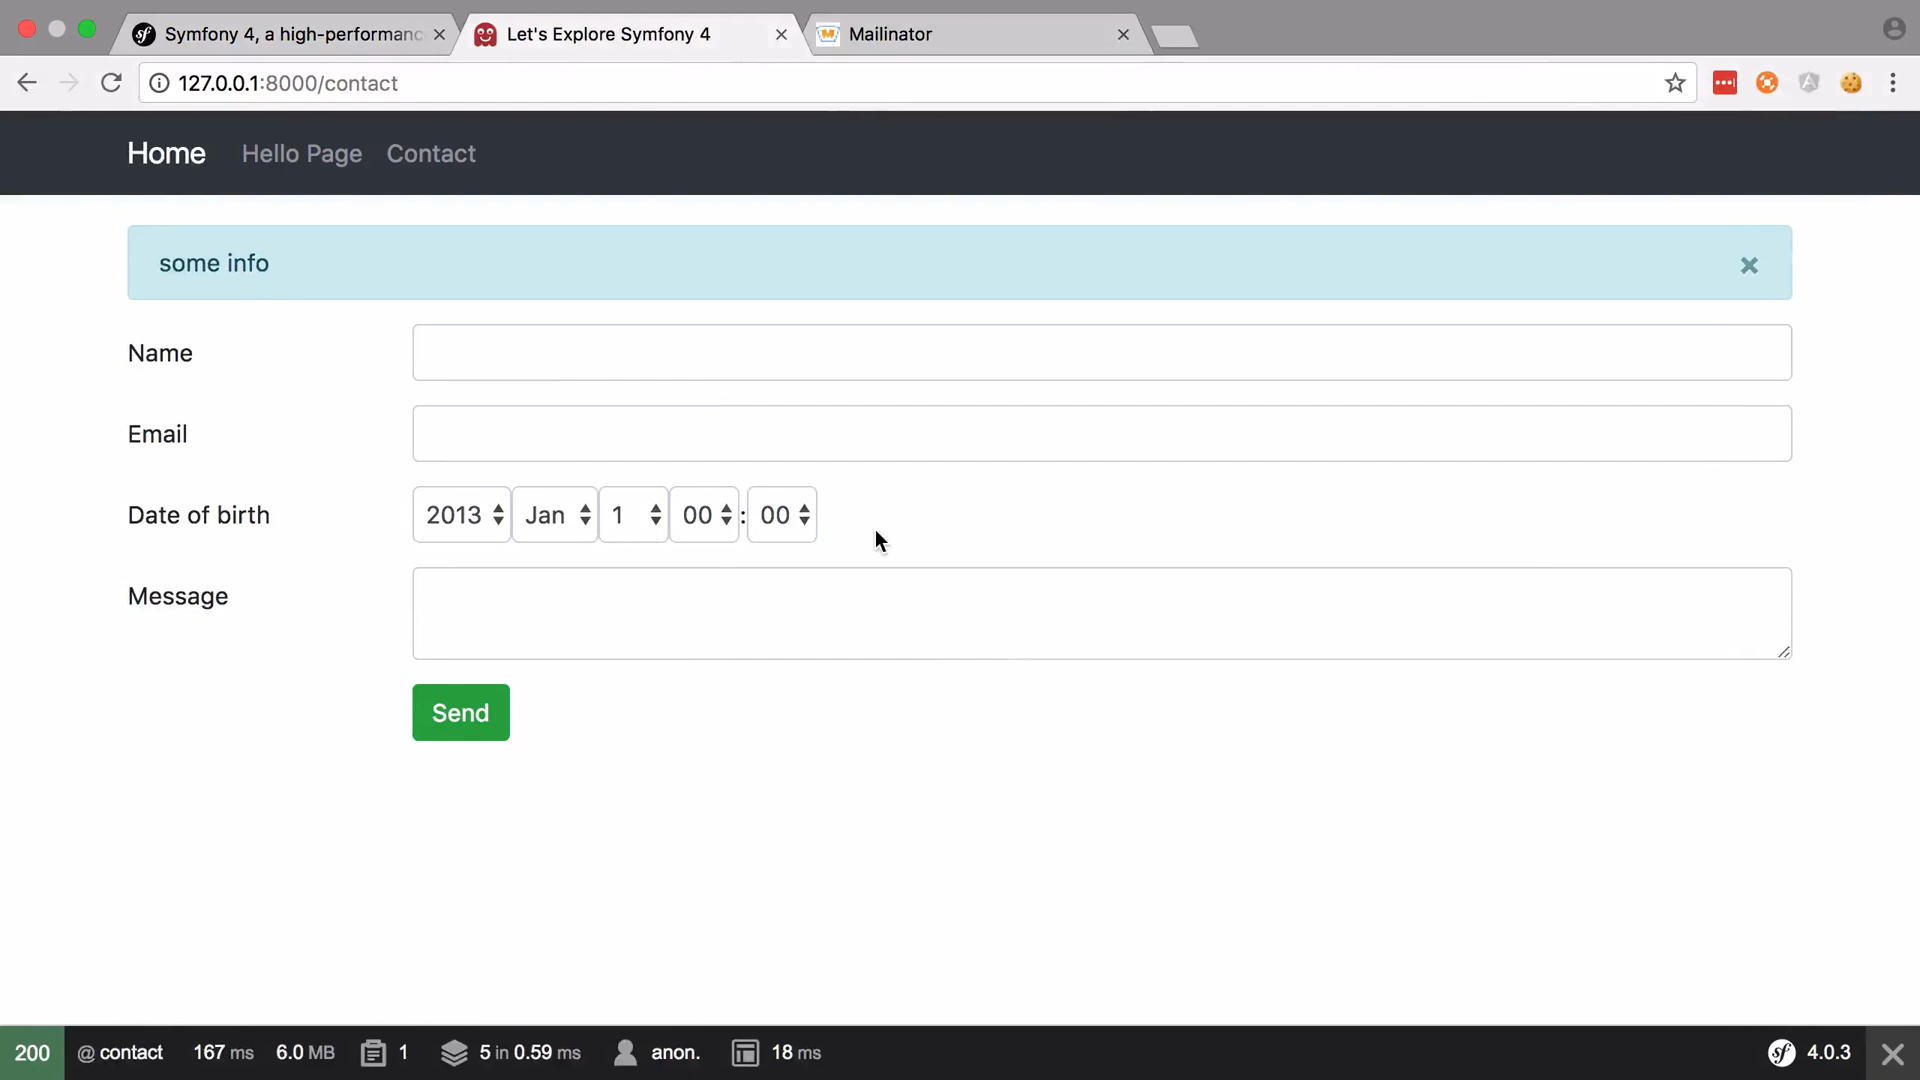 Symfony 4, a high-performanc
Let's Explore Symfony 4
Mailinator
127.0.0.1:8000/contact
Home Hello Page Contact
some info
Name
Email
Date of birth 2013 Jan 1 00 : 00
Message
Send
200 @ contact 167 ms 6.0 MB 1 5 in 0.59 ms anon. 18 ms 4.0.3